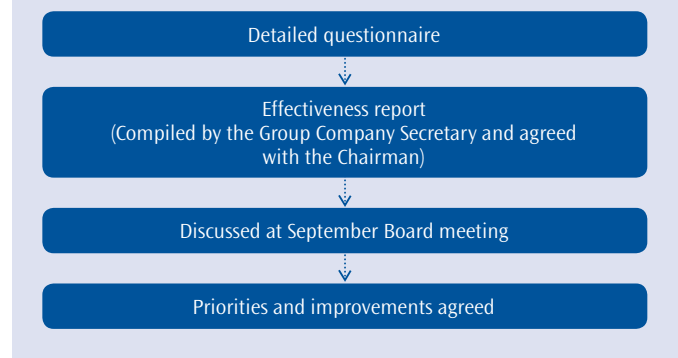 Detailed questionnaire
Effectiveness report
(Compiled by the Group Company Secretary and agreed
with the Chairman)
Discussed at September Board meeting
Priorities and improvements agreed